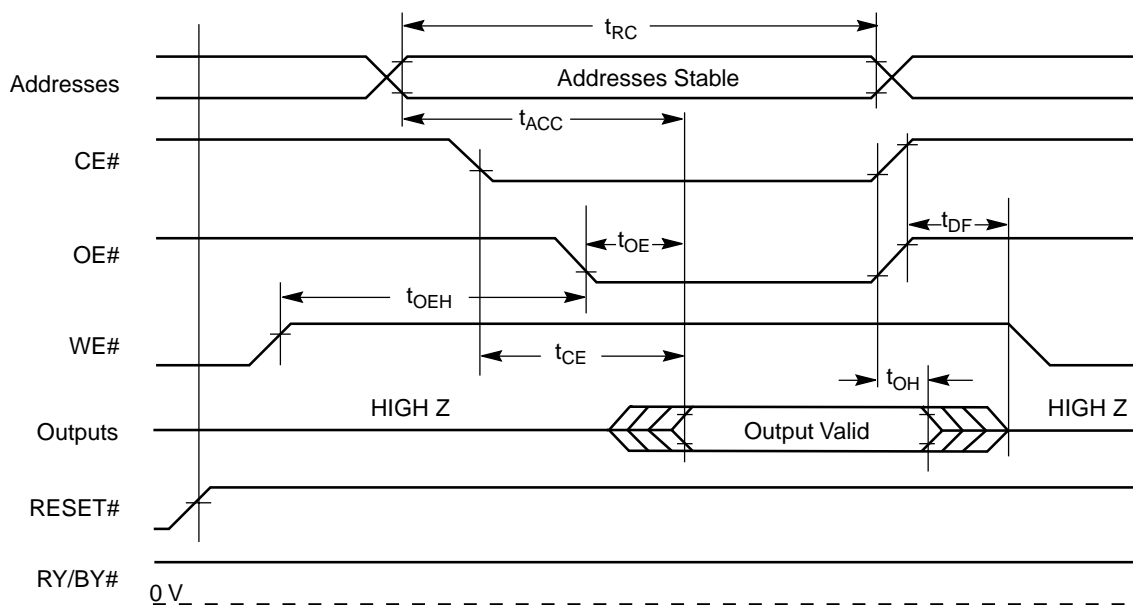 tRC
Addresses
Addresses Stable
tACC
CE#
OE#
tOE
tDF
tOEH
WE#
tCE
tOH
HIGH Z
HIGH Z
Outputs
Output Valid
RESET#
RY/BY#
0 V